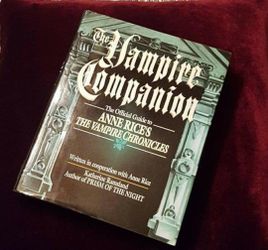 The
Vampire
Companion
The Official Guide to
ANNE RICE'S
THE VAMPIRE CHRONICLES
Written in cooperation with Anne Rice
Katherine Ramsland
Author of PRISM OF THE NIGHT